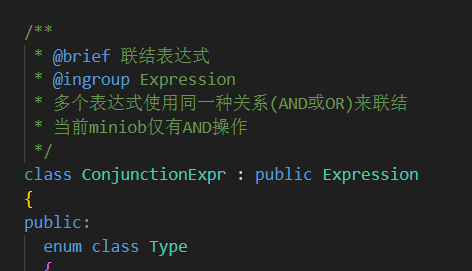 /**
 * @brief 联结表达式
 * @ingroup Expression
 * 多个表达式使用同一种关系(AND或OR)来联结
 * 当前miniob仅有AND操作
 */
class ConjunctionExpr : public Expression
{
public:
  enum class Type
  {